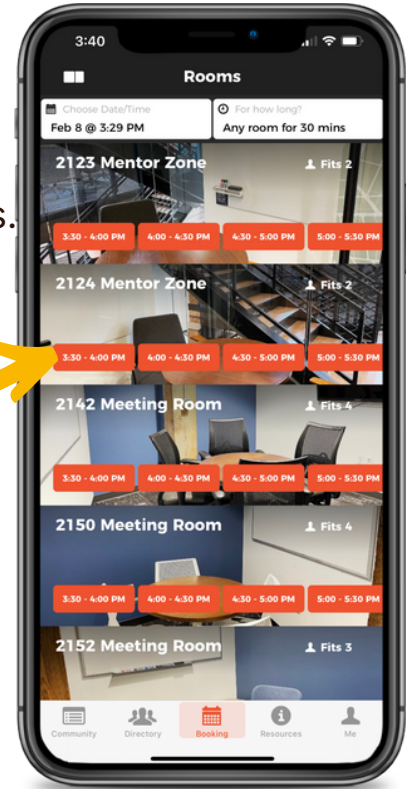 3:40
Rooms
Choose Date/Time
Feb 8 @ 3:29 PM
For how long?
Any room for 30 mins
2123 Mentor Zone
Fits 2
s.
3:30 - 4:00 PM 4:00 - 4:30 PM 4:30 - 5:00 PM 5:00 - 5:30 PM
2124 Mentor Zone
Fits 2
3:30 - 4:00 PM 4:00 - 4:30 PM 4:30 - 5:00 PM 5:00 - 5:30 PM
2142 Meeting Room
Fits 4
3:30 - 4:00 PM 4:00 - 4:30 PM 4:30 - 5:00 PM 5:00 - 5:30 PM
2150 Meeting Room
Fits 4
3:30 - 4:00 PM 4:00 - 4:30 PM 4:30 - 5:00 PM 5:00 - 5:30 PM
2152 Meeting Room
Fits 3
Community Directory Booking Resources Me